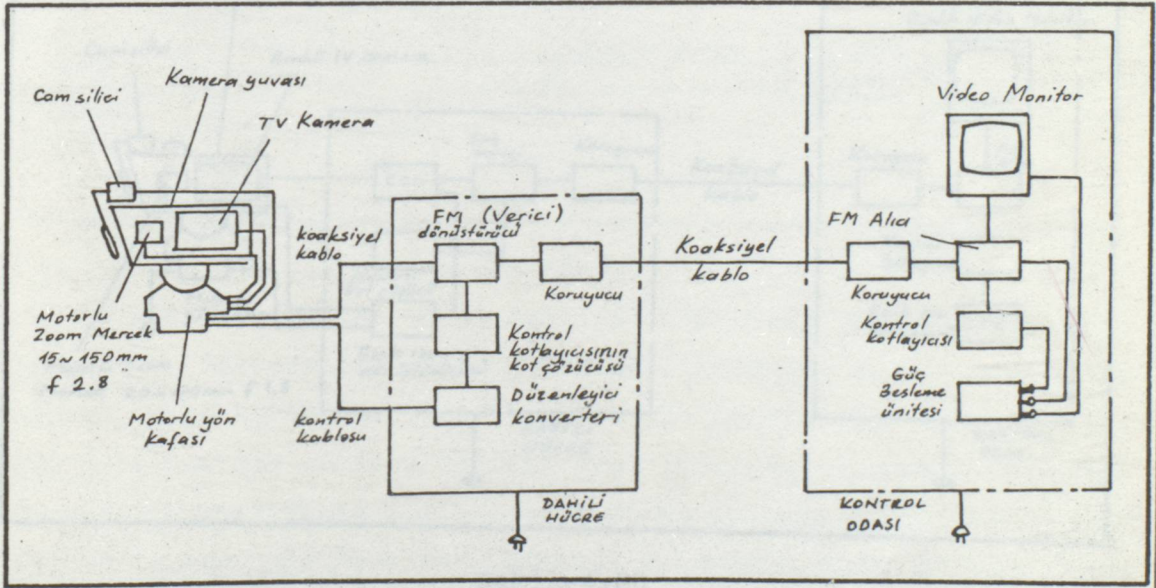 Cam silici
Kamera yuvası
TV Kamera
Motorlu
Zoom Mercek
15~150mm
f 2.8
Motorlu yön
kafası
koaksiyel
kablo
kontrol
kablosu
FM (Verici)
dönüştürücü
Koruyucu
Kontrol
kotlayıcısının
kot çözücüsü
Düzenleyici
konverteri
DAHİLİ
HÜCRE
Koaksiyel
kablo
Video Monitor
FM Alıcı
Koruyucu
Kontrol
kotlayıcısı
Güç
Besleme
ünitesi
KONTROL
ODASI